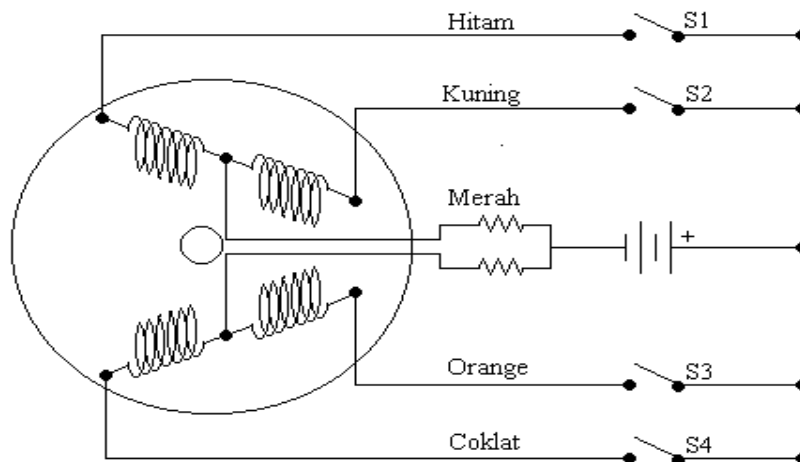 Hitam S1
Kuning S2
Merah
+
Orange S3
Coklat S4